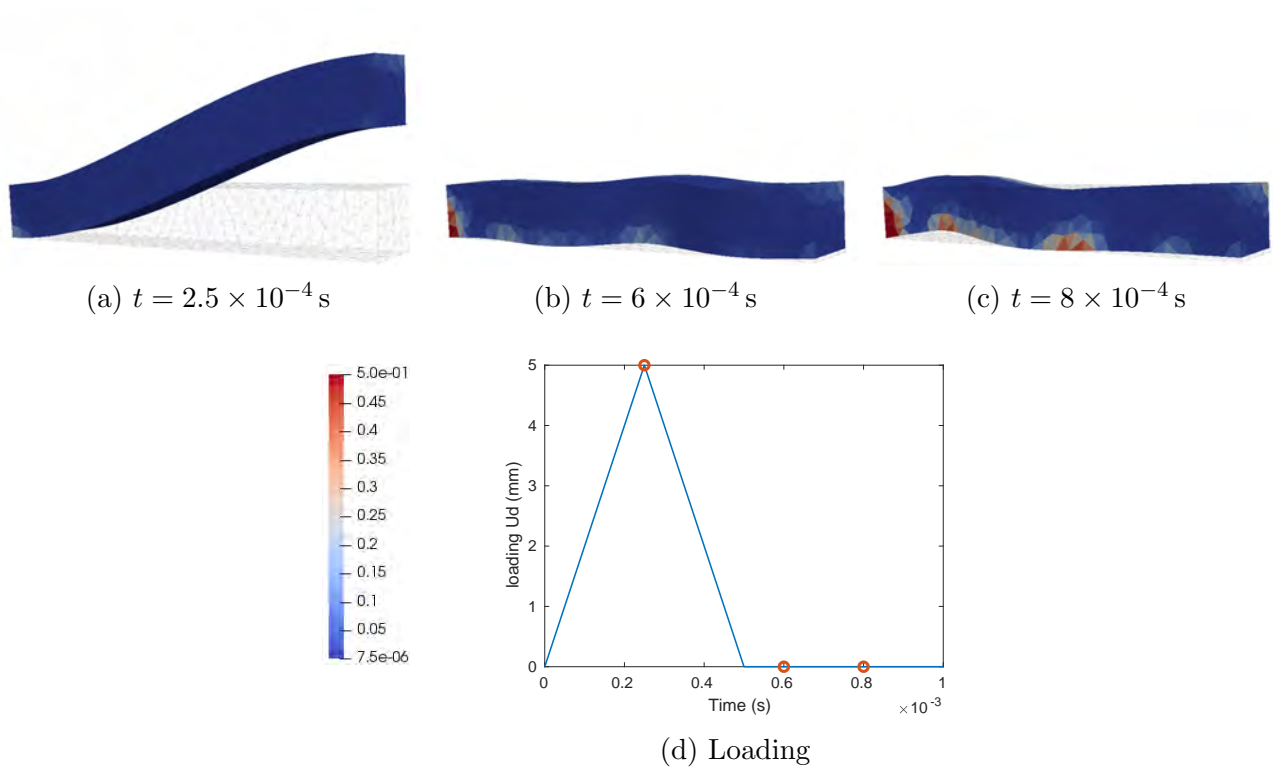 (a) t = 2.5 × 10⁻⁴ s
(b) t = 6 × 10⁻⁴ s
(c) t = 8 × 10⁻⁴ s
5.0e-01
0.45
0.4
0.35
0.3
0.25
0.2
0.15
0.1
0.05
7.5e-06
5
4
3
2
1
0
loading Ud (mm)
0 0.2 0.4 0.6 0.8 1
Time (s)
×10⁻³
(d) Loading